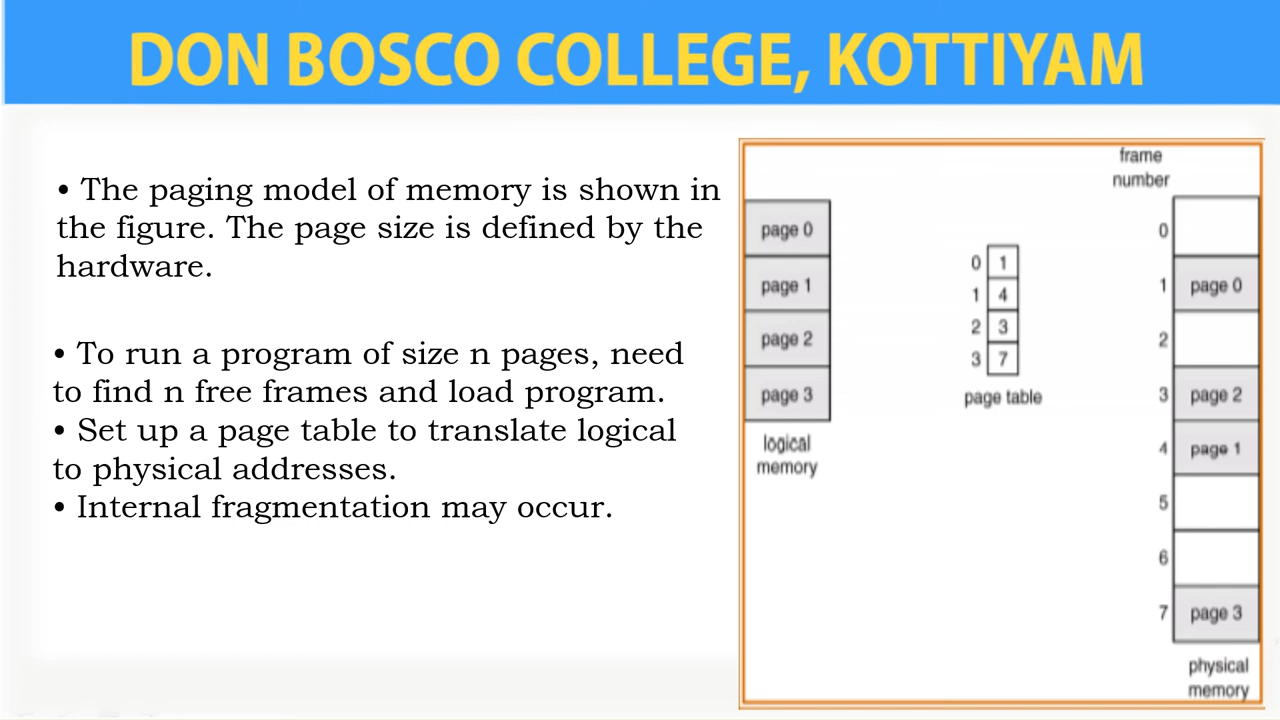 DON BOSCO COLLEGE, KOTTIYAM
• The paging model of memory is shown in
the figure. The page size is defined by the
hardware.
• To run a program of size n pages, need
to find n free frames and load program.
• Set up a page table to translate logical
to physical addresses.
• Internal fragmentation may occur.
page 0
page 1
page 2
page 3
logical
memory
0 1
1 4
2 3
3 7
page table
frame
number
0
1 page 0
2
3 page 2
4 page 1
5
6
7 page 3
physical
memory